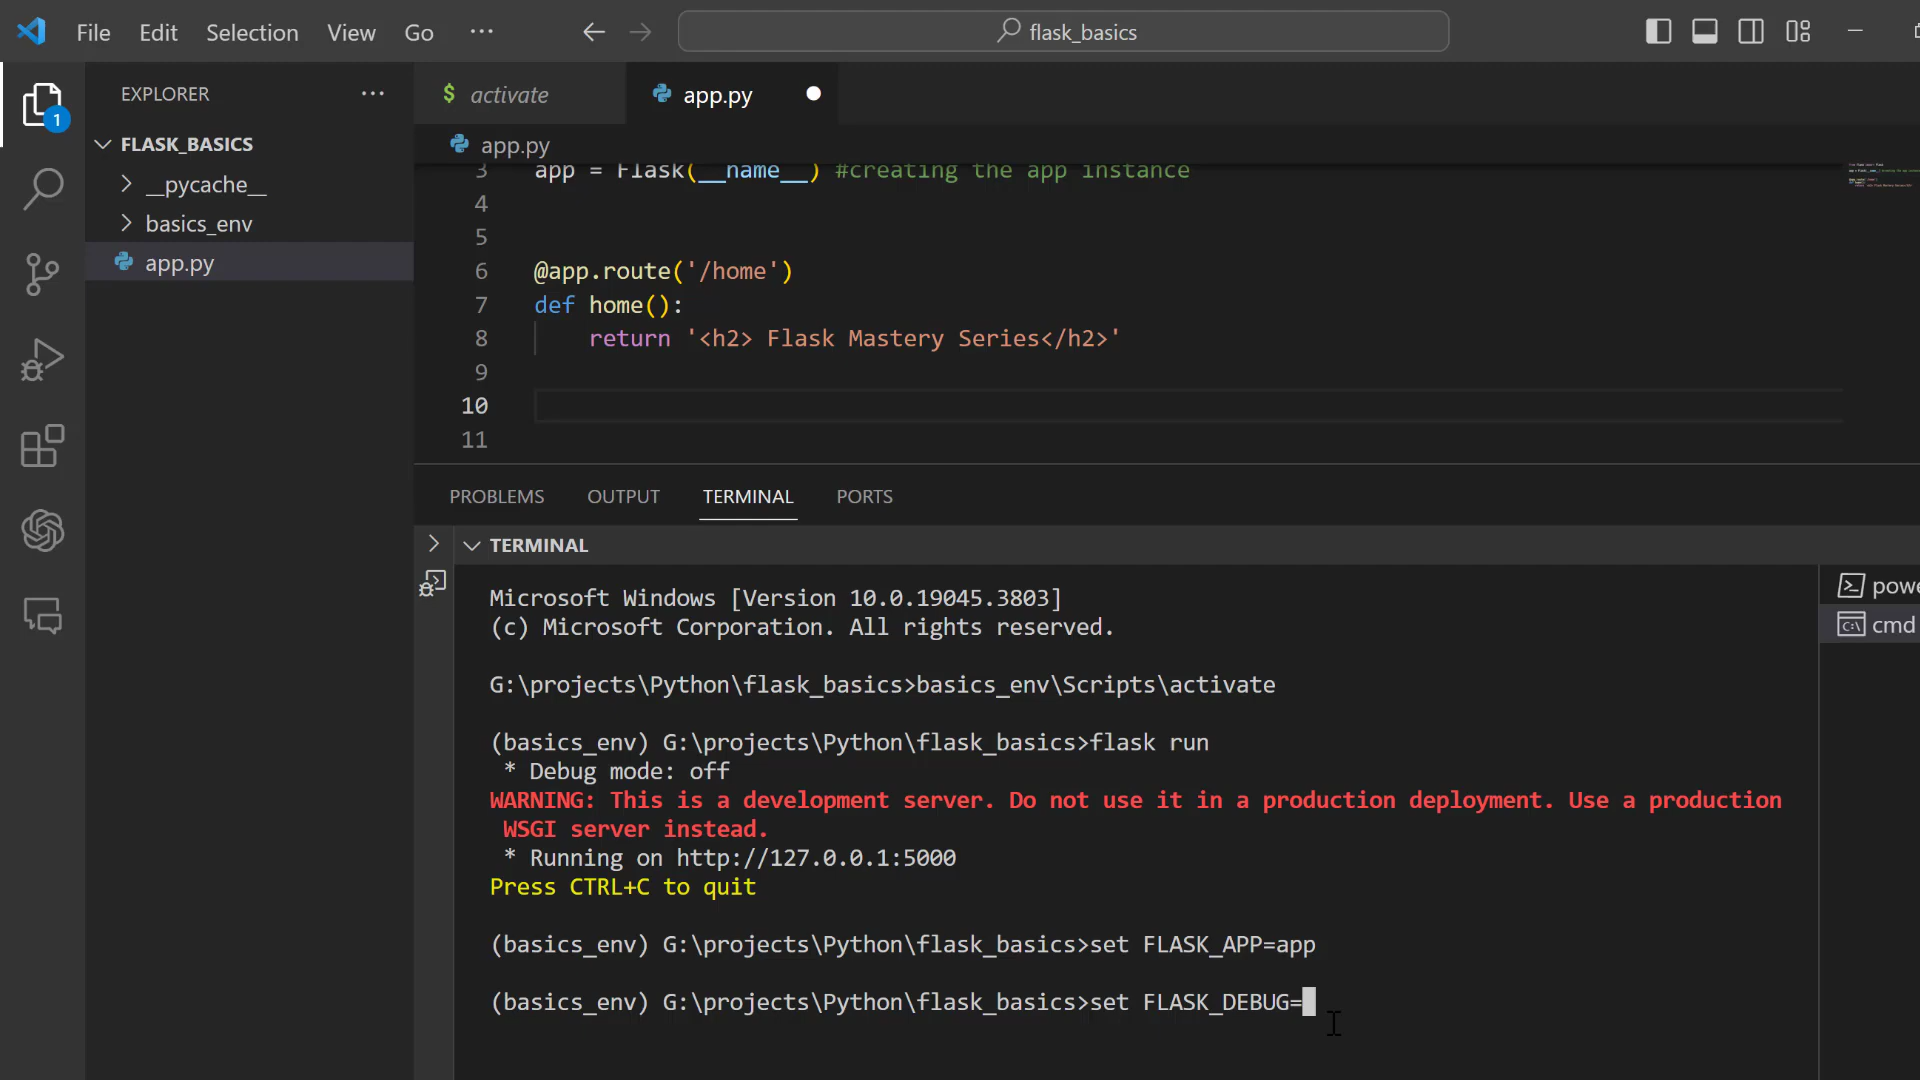 File Edit Selection View Go ··· flask_basics
EXPLORER ···
FLASK_BASICS
__pycache__
basics_env
app.py
1
$ activate
app.py
app.py
3 app = Flask(__name__) #creating the app instance
4
5
6 @app.route('/home')
7 def home():
8 return '<h2> Flask Mastery Series</h2>'
9
10
11
PROBLEMS OUTPUT TERMINAL PORTS
TERMINAL
Microsoft Windows [Version 10.0.19045.3803]
(c) Microsoft Corporation. All rights reserved.
G:\projects\Python\flask_basics>basics_env\Scripts\activate
(basics_env) G:\projects\Python\flask_basics>flask run
* Debug mode: off
WARNING: This is a development server. Do not use it in a production deployment. Use a production
WSGI server instead.
* Running on http://127.0.0.1:5000
Press CTRL+C to quit
(basics_env) G:\projects\Python\flask_basics>set FLASK_APP=app
(basics_env) G:\projects\Python\flask_basics>set FLASK_DEBUG=
powe
cmd